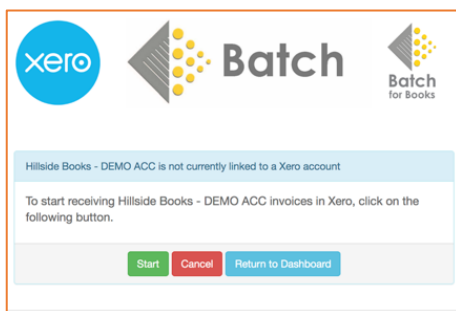 xero
Batch
Batch
for Books
Hillside Books - DEMO ACC is not currently linked to a Xero account
To start receiving Hillside Books - DEMO ACC invoices in Xero, click on the
following button.
Start Cancel Return to Dashboard